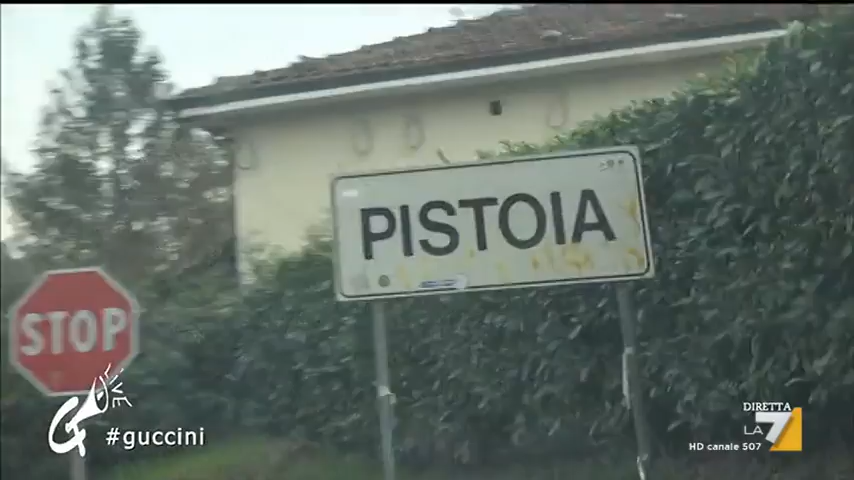 PISTOIA
STOP
LIVE
G
#guccini
DIRETTA
LA7
HD canale 507